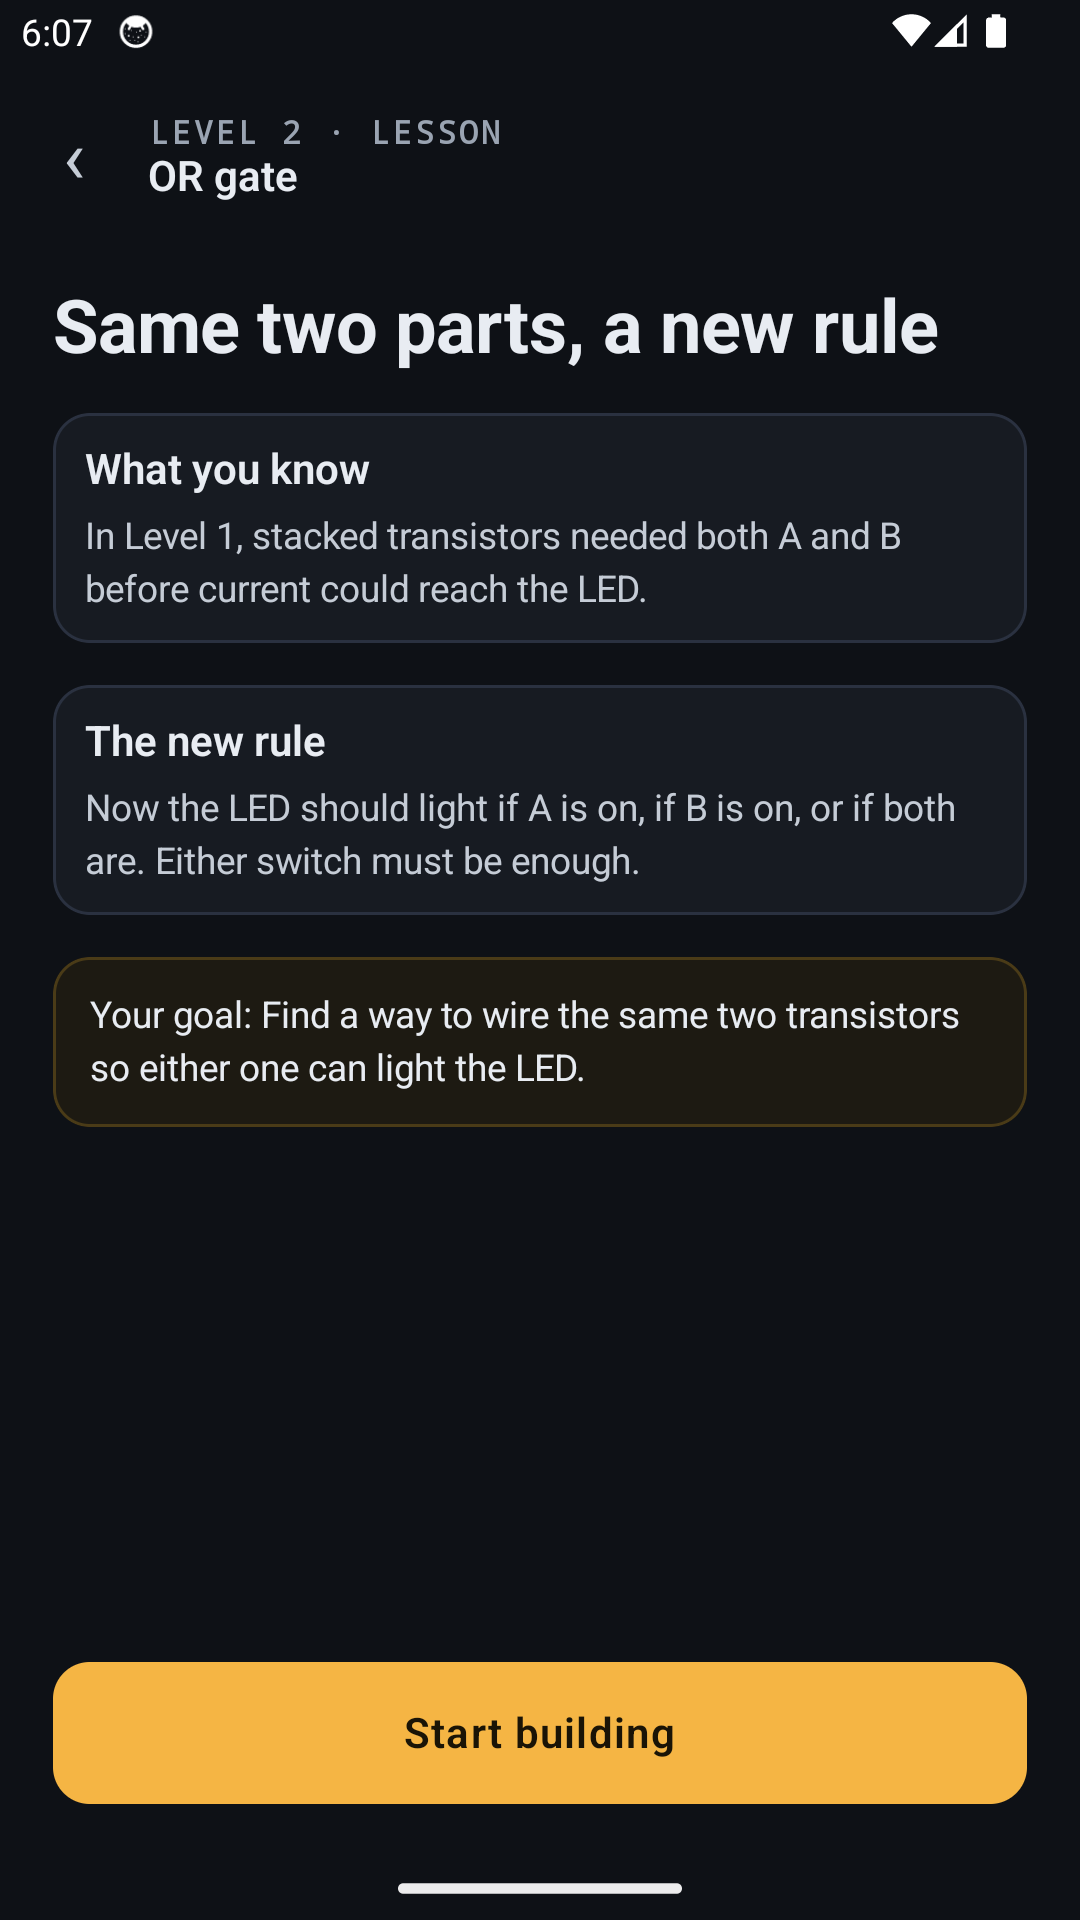 6:07
LEVEL 2 · LESSON
OR gate
Same two parts, a new rule
What you know
In Level 1, stacked transistors needed both A and B
before current could reach the LED.
The new rule
Now the LED should light if A is on, if B is on, or if both
are. Either switch must be enough.
Your goal: Find a way to wire the same two transistors
so either one can light the LED.
Start building